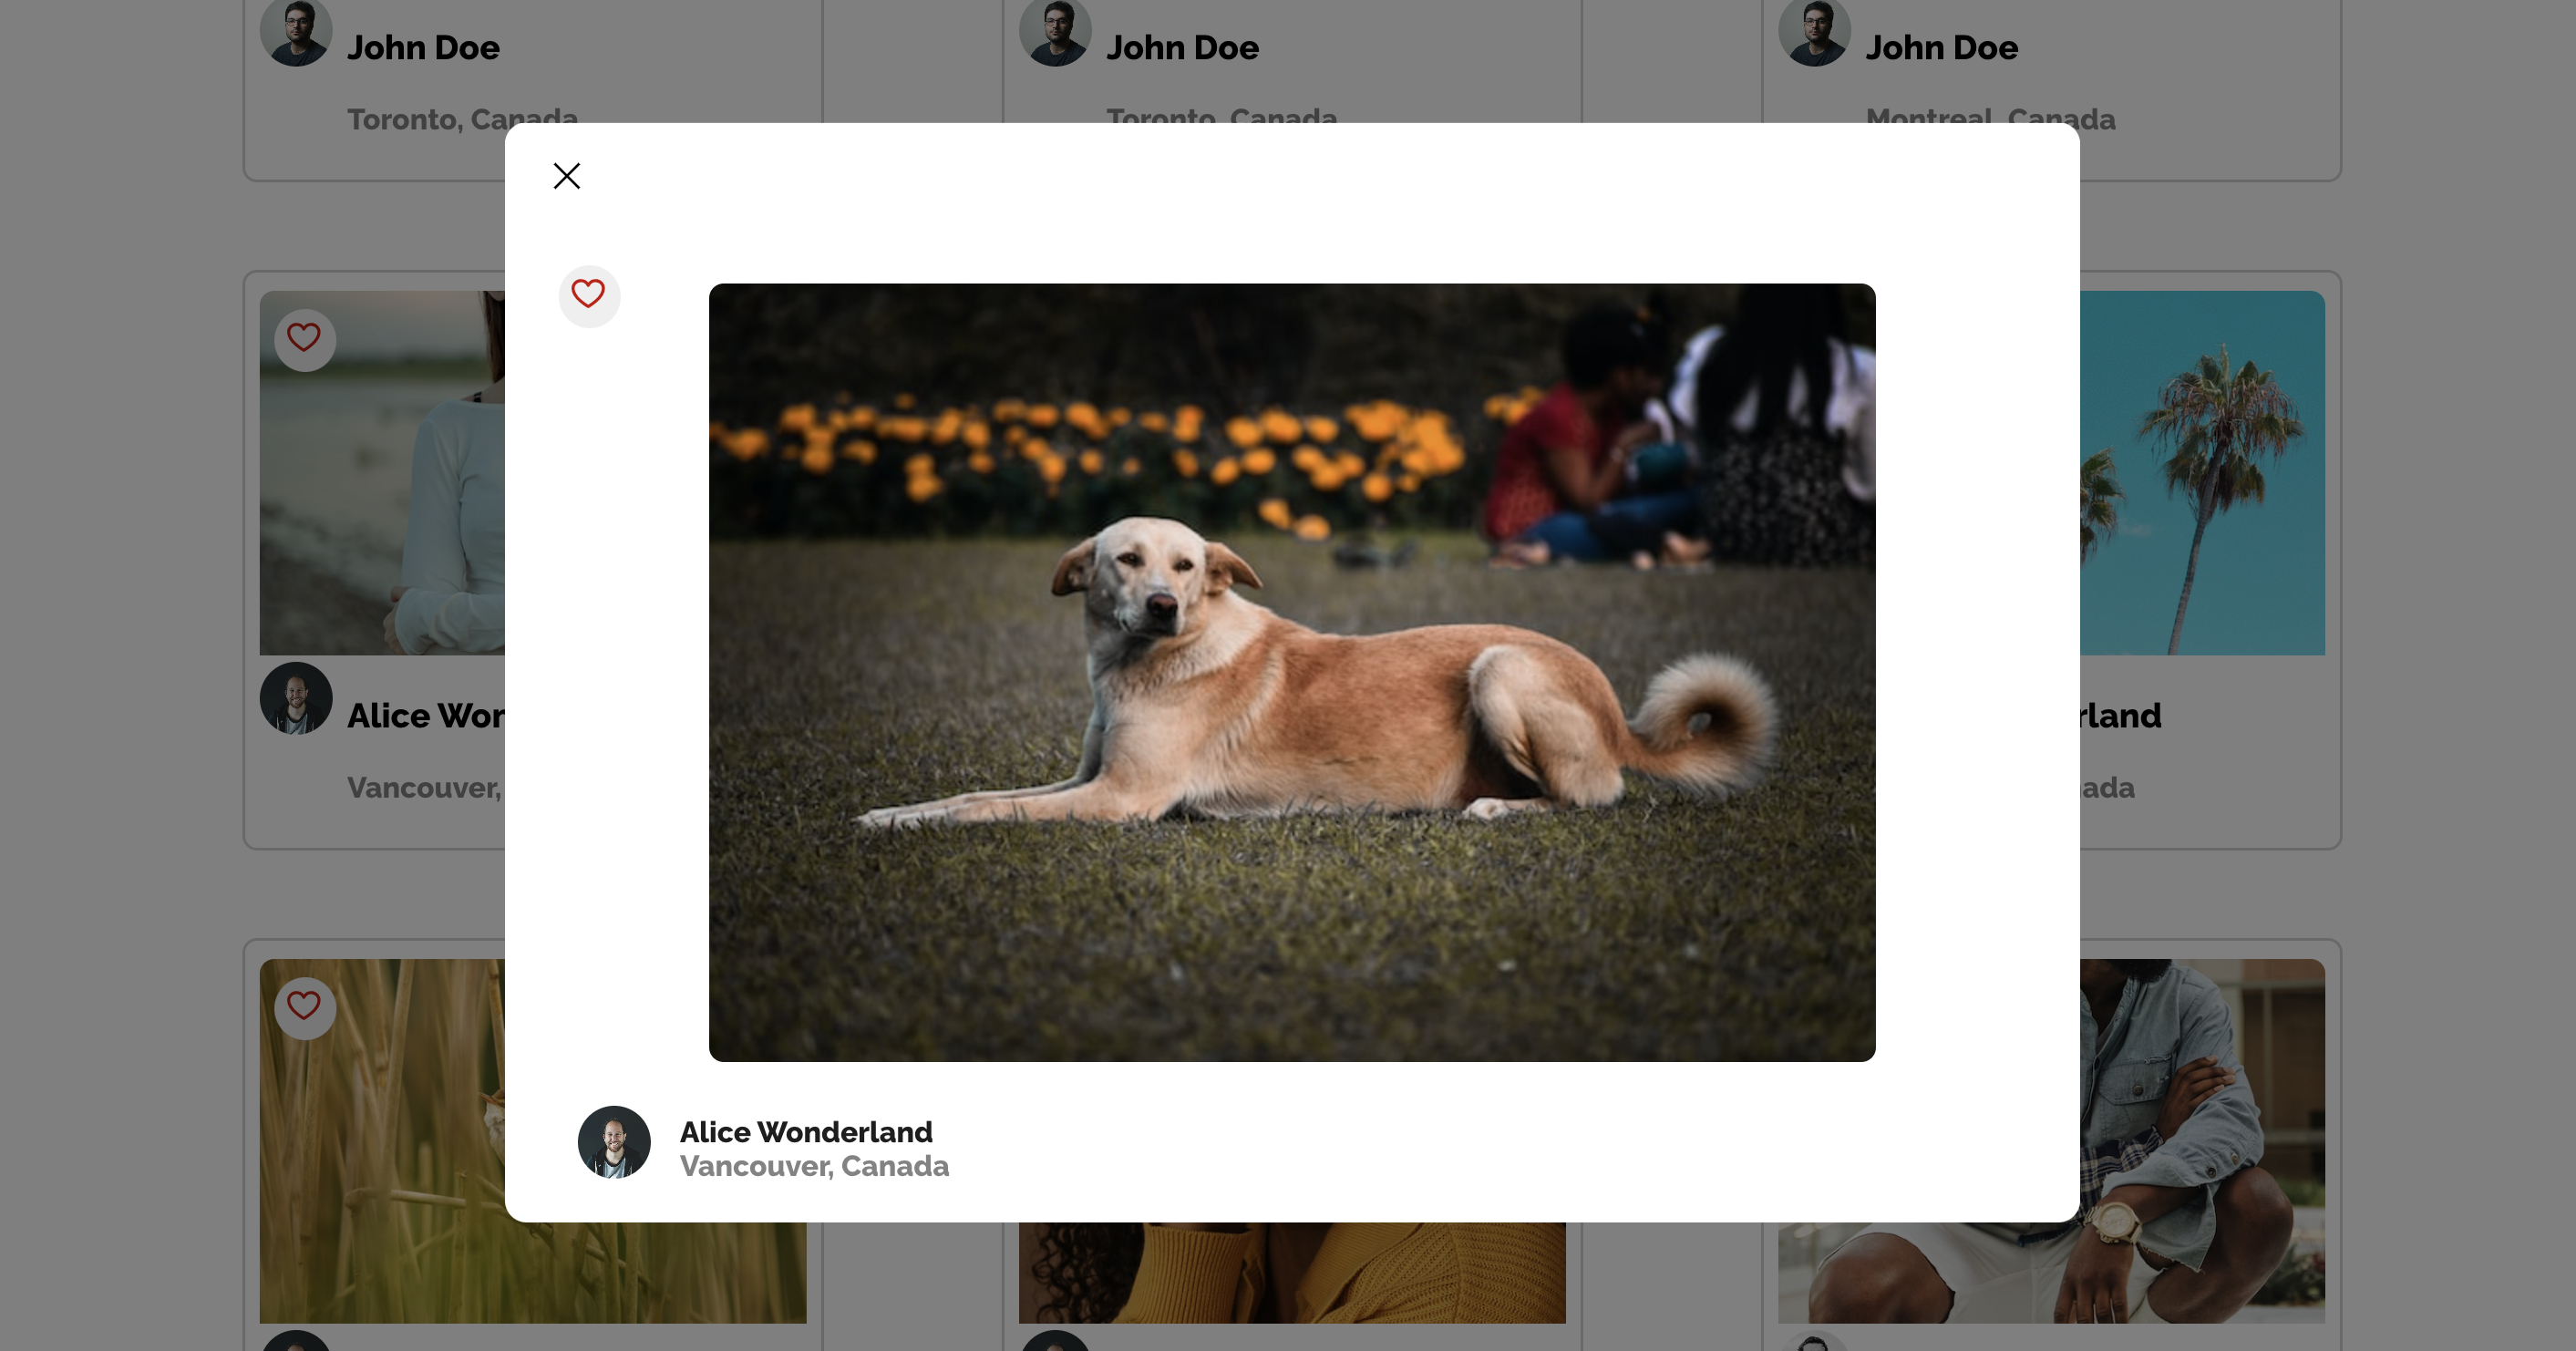 John Doe
Toronto, Canada
John Doe
Toronto, Canada
John Doe
Montreal, Canada
Alice Won
Vancouver,
rland
ada
Alice Wonderland
Vancouver, Canada